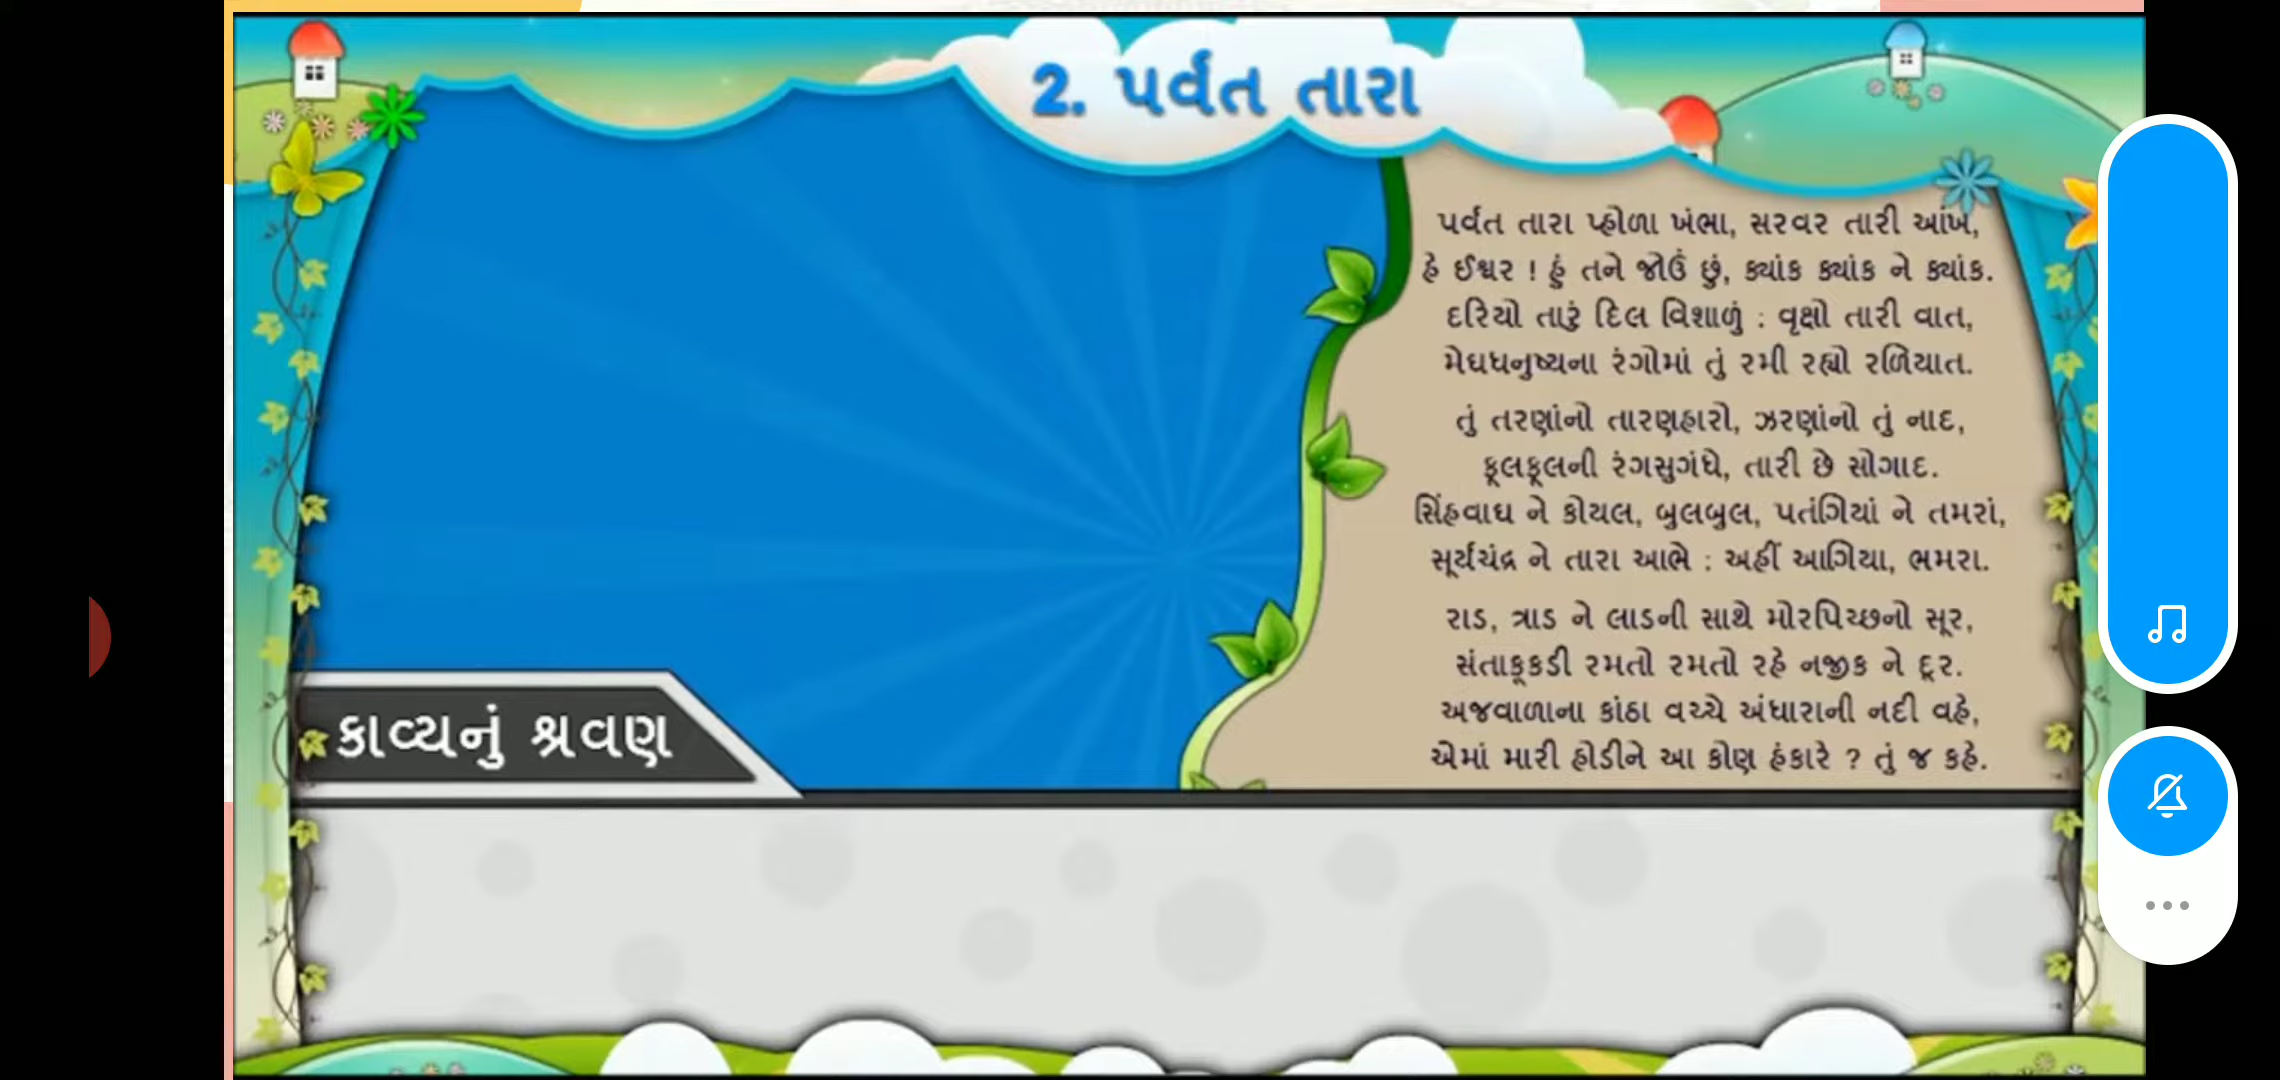 2. પર્વત તારા
પર્વત તારા પ્હોળા ખંભા, સરવર તારી આંખ,
હે ઈશ્વર ! હું તને જોઉં છું, ક્યાંક ક્યાંક ને ક્યાંક.
દરિયો તારું દિલ વિશાળું : વૃક્ષો તારી વાત,
મેઘધનુષ્યના રંગોમાં તું રમી રહ્યો રળિયાત.
તું તરણાંનો તારણહારો, ઝરણાંનો તું નાદ,
ફૂલફૂલની રંગસુગંધે, તારી છે સોગાદ.
સિંહવાઘ ને કોયલ, બુલબુલ, પતંગિયાં ને તમરાં,
સૂર્યચંદ્ર ને તારા આભે : અહીં આગિયા, ભમરા.
રાડ, ત્રાડ ને લાડની સાથે મોરપિચ્છનો સૂર,
સંતાકૂકડી રમતો રમતો રહે નજીક ને દૂર.
અજવાળાના કાંઠા વચ્ચે અંધારાની નદી વહે,
એમાં મારી હોડીને આ કોણ હંકારે ? તું જ કહે.
કાવ્યનું શ્રવણ